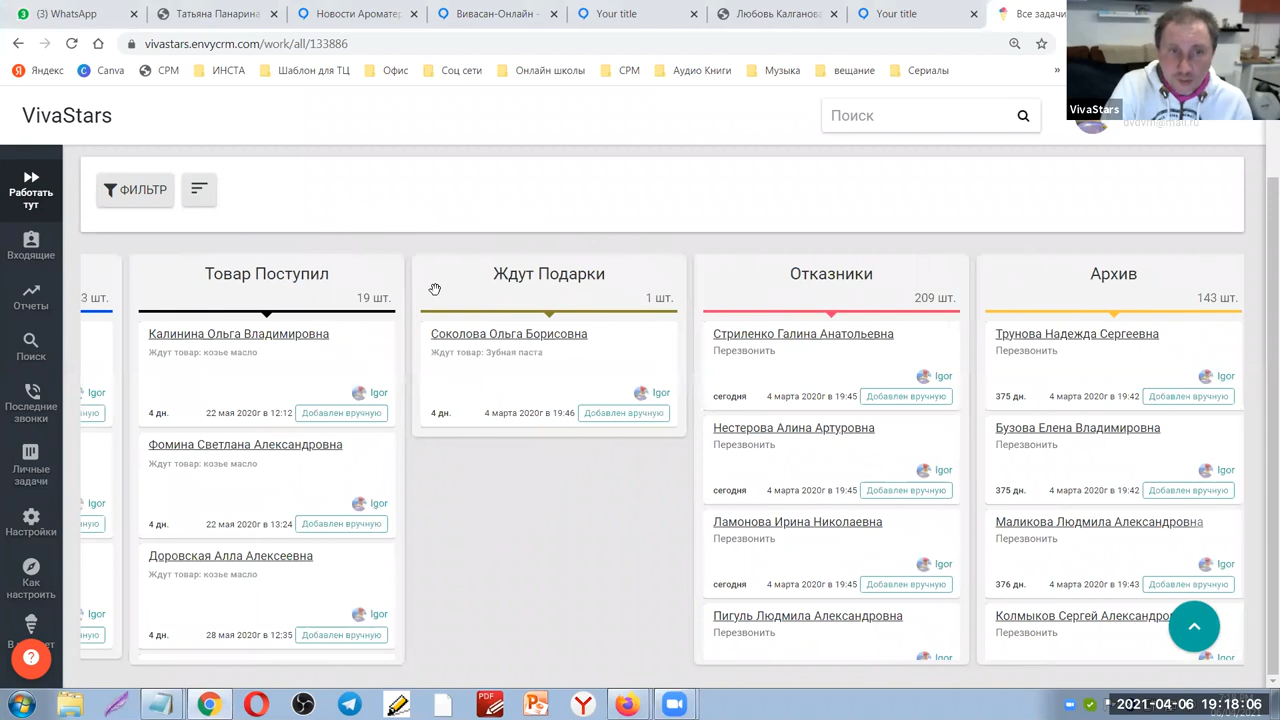 (3) WhatsApp
Татьяна Панарина
Новости Аромате
Вивасан-Онлайн -
Your title
Любовь Калганов
Your title
Все задачи
vivastars.envycrm.com/work/all/133886
Яндекс
Canva
СРМ
ИНСТА
Шаблон для ТЦ
Офис
Соц сети
Онлайн школы
СРМ
Аудио Книги
Музыка
вещание
Сериалы
»
VivaStars
VivaStars
Поиск
Работать
тут
Входящие
Отчеты
Поиск
Последние
звонки
Личные
задачи
Настройки
Как
настроить
ФИЛЬТР
3 шт.
Igor
Igor
Igor
Товар Поступил
19 шт.
Калинина Ольга Владимировна
Ждут товар: козье масло
Igor
4 дн. 22 мая 2020г в 12:12 Добавлен вручную
Фомина Светлана Александровна
Ждут товар: козье масло
Igor
4 дн. 22 мая 2020г в 13:24 Добавлен вручную
Доровская Алла Алексеевна
Ждут товар: козье масло
Igor
4 дн. 28 мая 2020г в 12:35 Добавлен вручную
Ждут Подарки
1 шт.
Соколова Ольга Борисовна
Ждут товар: Зубная паста
Igor
4 дн. 4 марта 2020г в 19:46 Добавлен вручную
Отказники
209 шт.
Стриленко Галина Анатольевна
Перезвонить
Igor
сегодня 4 марта 2020г в 19:45 Добавлен вручную
Нестерова Алина Артуровна
Перезвонить
Igor
сегодня 4 марта 2020г в 19:45 Добавлен вручную
Ламонова Ирина Николаевна
Перезвонить
Igor
сегодня 4 марта 2020г в 19:45 Добавлен вручную
Пигуль Людмила Александровна
Перезвонить
Igor
Архив
143 шт.
Трунова Надежда Сергеевна
Перезвонить
Igor
375 дн. 4 марта 2020г в 19:42 Добавлен вручную
Бузова Елена Владимировна
Перезвонить
Igor
375 дн. 4 марта 2020г в 19:42 Добавлен вручную
Маликова Людмила Александровна
Перезвонить
Igor
376 дн. 4 марта 2020г в 19:43 Добавлен вручную
Колмыков Сергей Александро
Перезвонить
Igor
2021-04-06 19:18:06